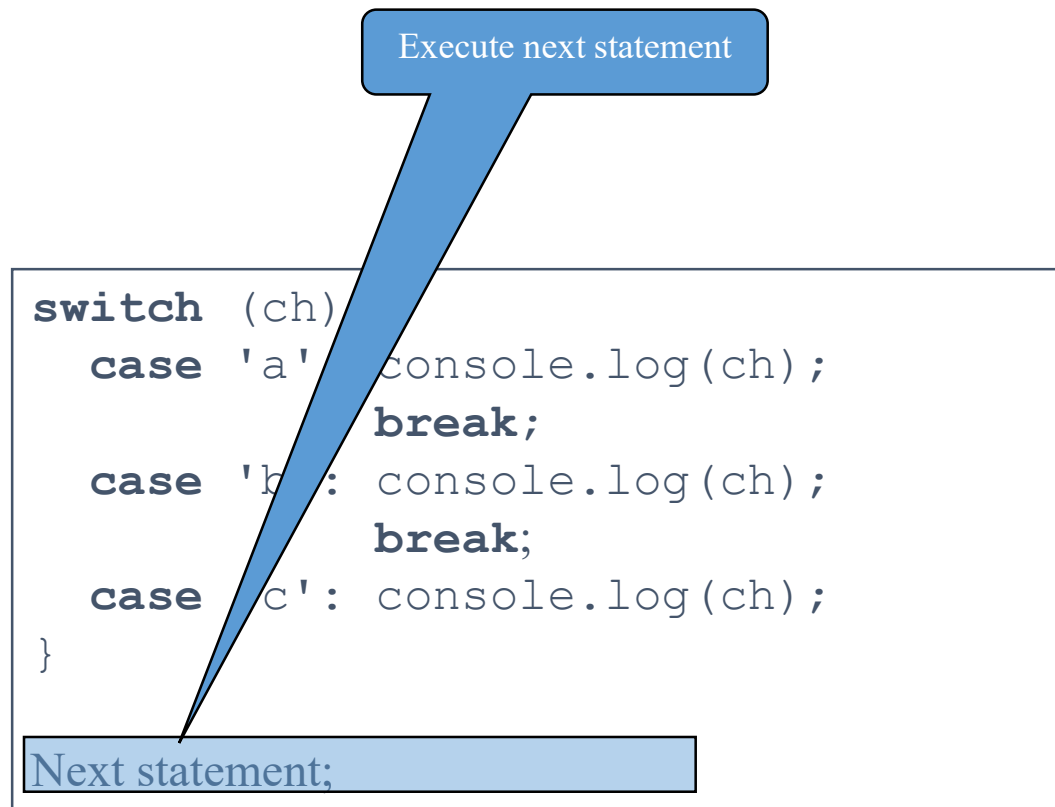 Execute next statement
switch (ch)
case 'a' console.log(ch);
break;
case 'b : console.log(ch);
break;
case c': console.log(ch);
}
Next statement;